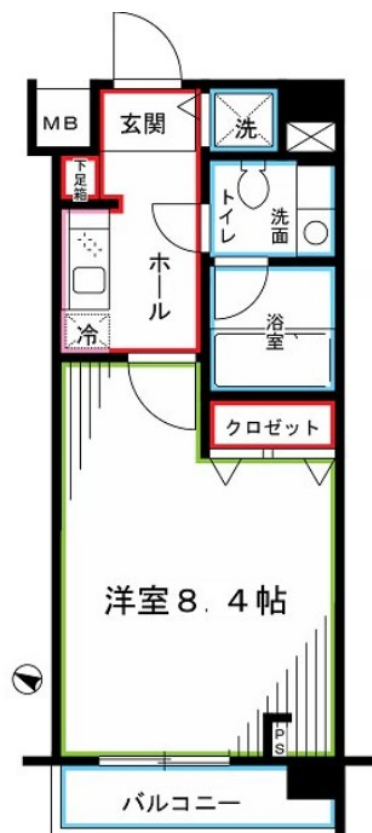 MB
玄関
洗
下足箱
トイレ
洗面
ホール
冷
浴室
クロゼット
洋室8.4帖
PS
バルコニー